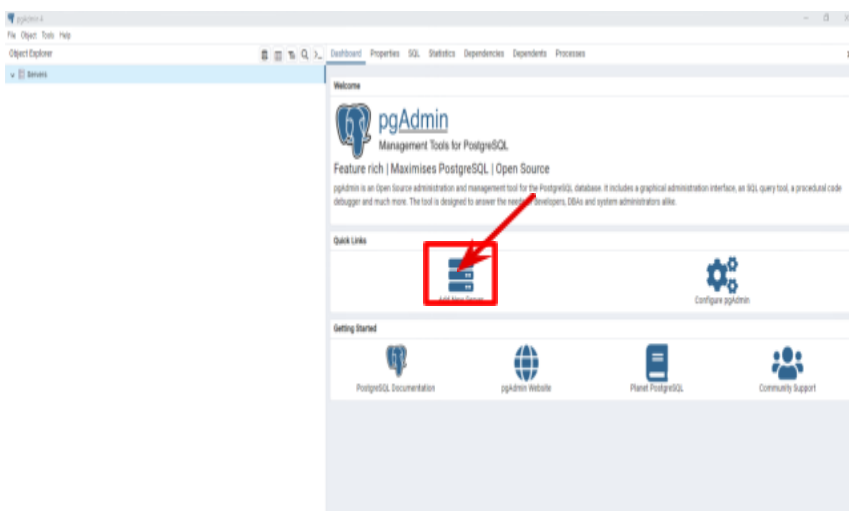 pgAdmin 4
File Object Tools Help
Object Explorer
Dashboard Properties SQL Statistics Dependencies Dependents Processes
Servers
Welcome
pgAdmin
Management Tools for PostgreSQL
Feature rich | Maximises PostgreSQL | Open Source
pgAdmin is an Open Source administration and management tool for the PostgreSQL database. It includes a graphical administration interface, an SQL query tool, a procedural code
debugger and much more. The tool is designed to answer the needs developers, DBAs and system administrators alike.
Quick Links
Add New Server
Configure pgAdmin
Getting Started
PostgreSQL Documentation
pgAdmin Website
Planet PostgreSQL
Community Support